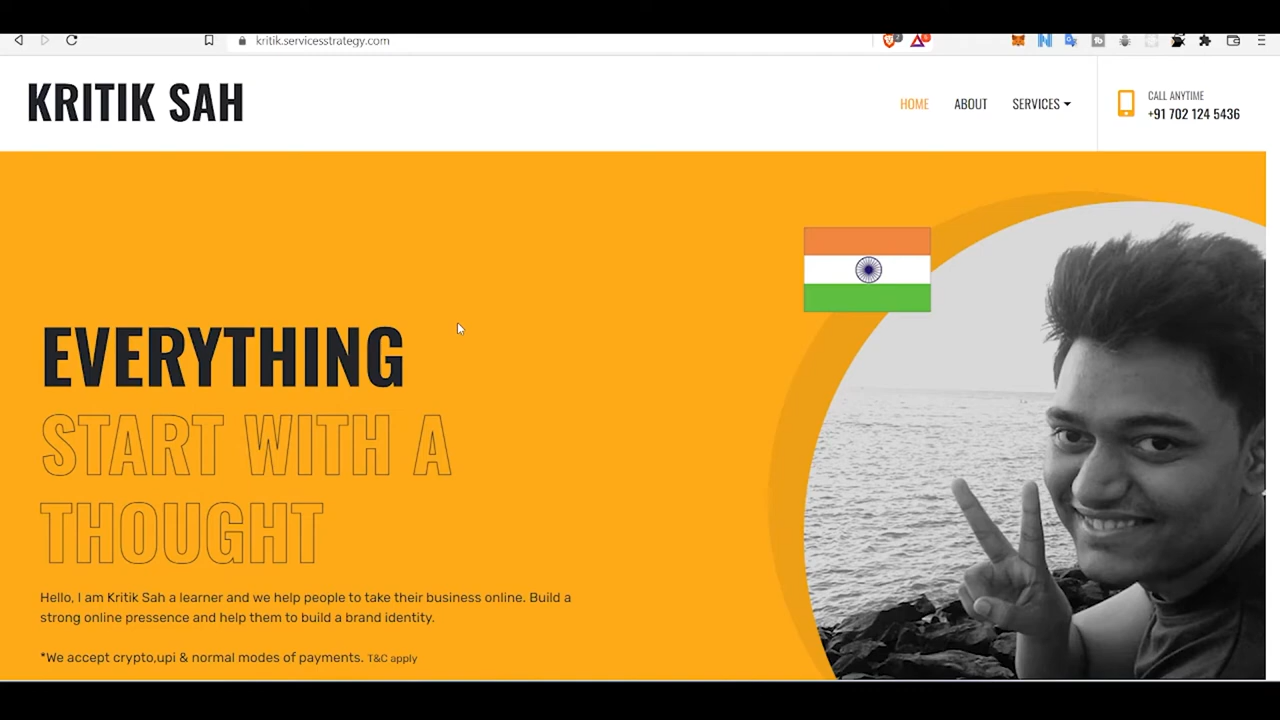 kritik.servicesstrategy.com
KRITIK SAH
HOME
ABOUT
SERVICES
CALL ANYTIME
+91 702 124 5436
EVERYTHING
START WITH A
THOUGHT
Hello, I am Kritik Sah a learner and we help people to take their business online. Build a
strong online pressence and help them to build a brand identity.
*We accept crypto,upi & normal modes of payments. T&C apply